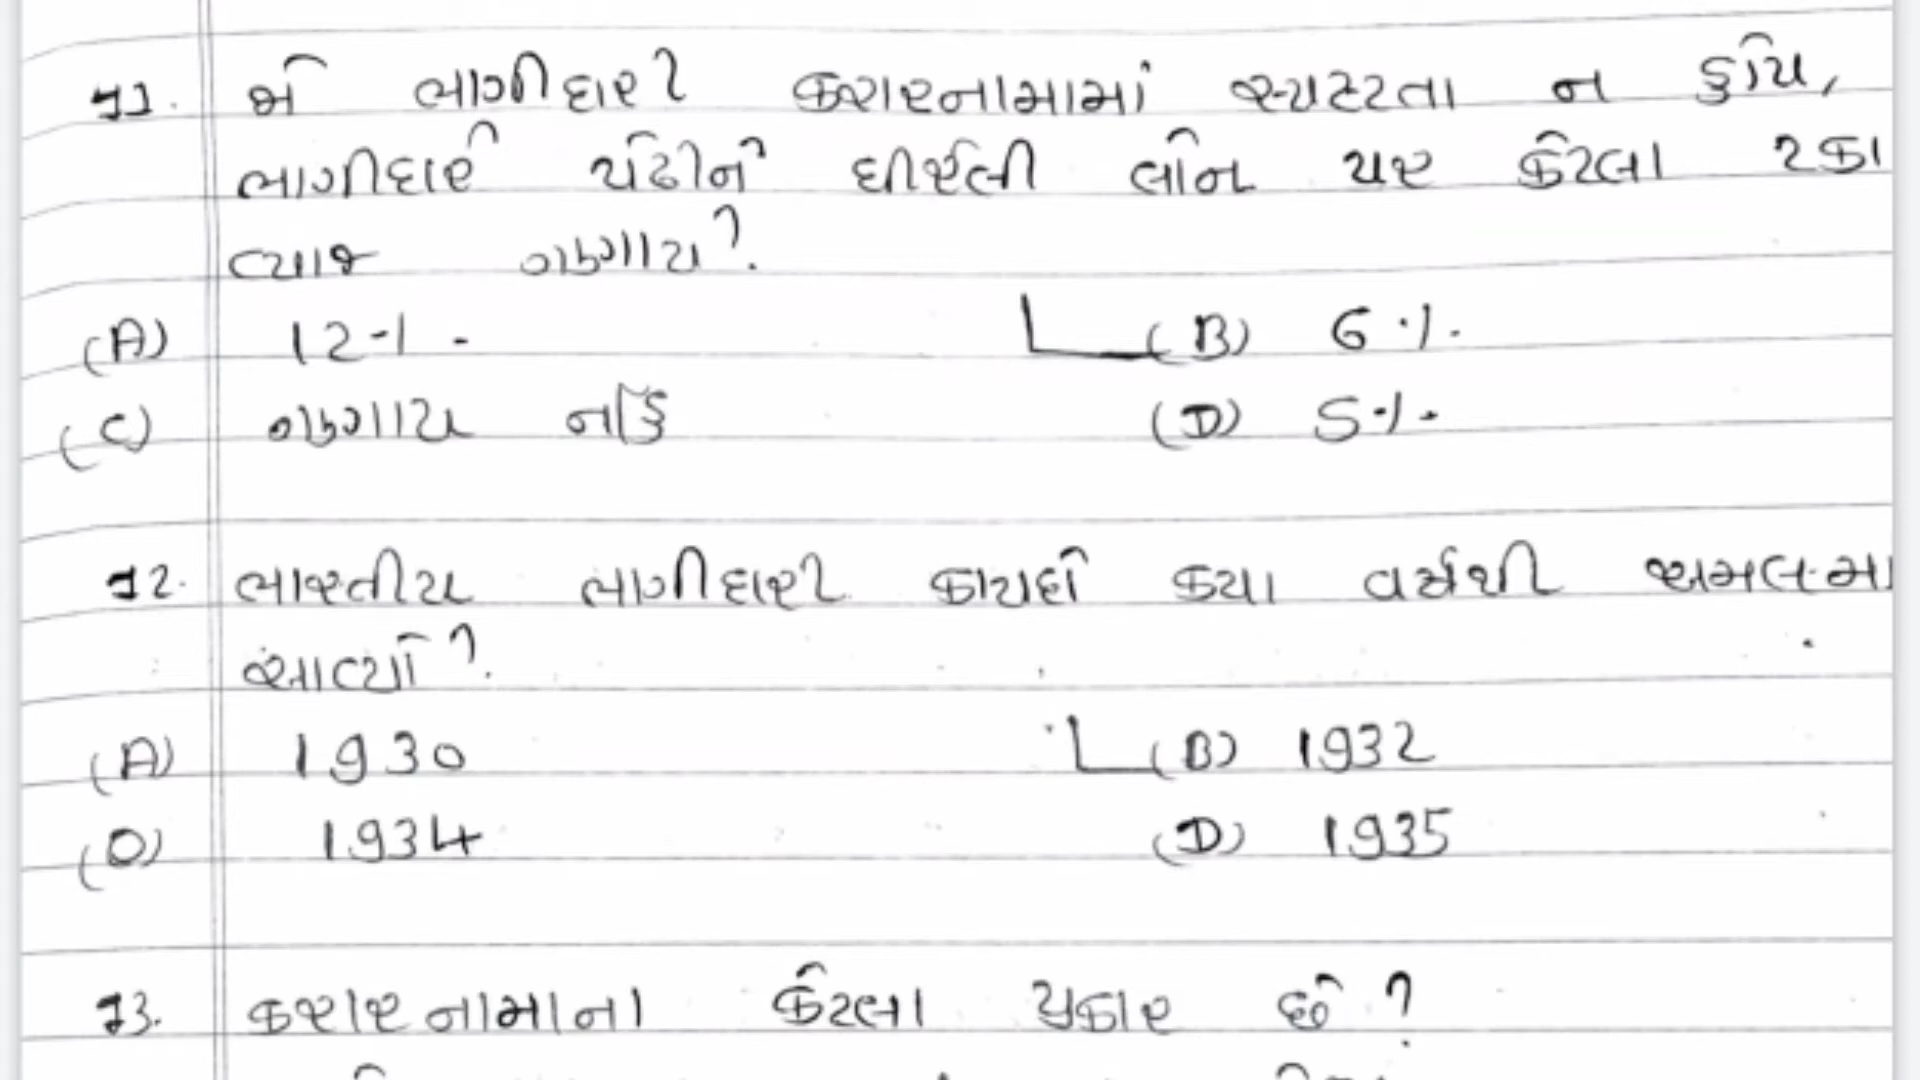 11. જો ભાગીદારી કરારનામામાં સ્પષ્ટતા ન હોય,
ભાગીદારે પેઢીને ધીરેલી લોન પર કેટલા ટકા
વ્યાજ ગણાય?
(A) 12-1. (B) 6·/.
(C) ગણાય નહિ (D) 5·/.
12. ભારતીય ભાગીદારી કાયદો કયા વર્ષથી અમલમાં
આવ્યો?
(A) 1930 (B) 1932
(C) 1934 (D) 1935
13. કરારનામાના કેટલા પ્રકાર છે?